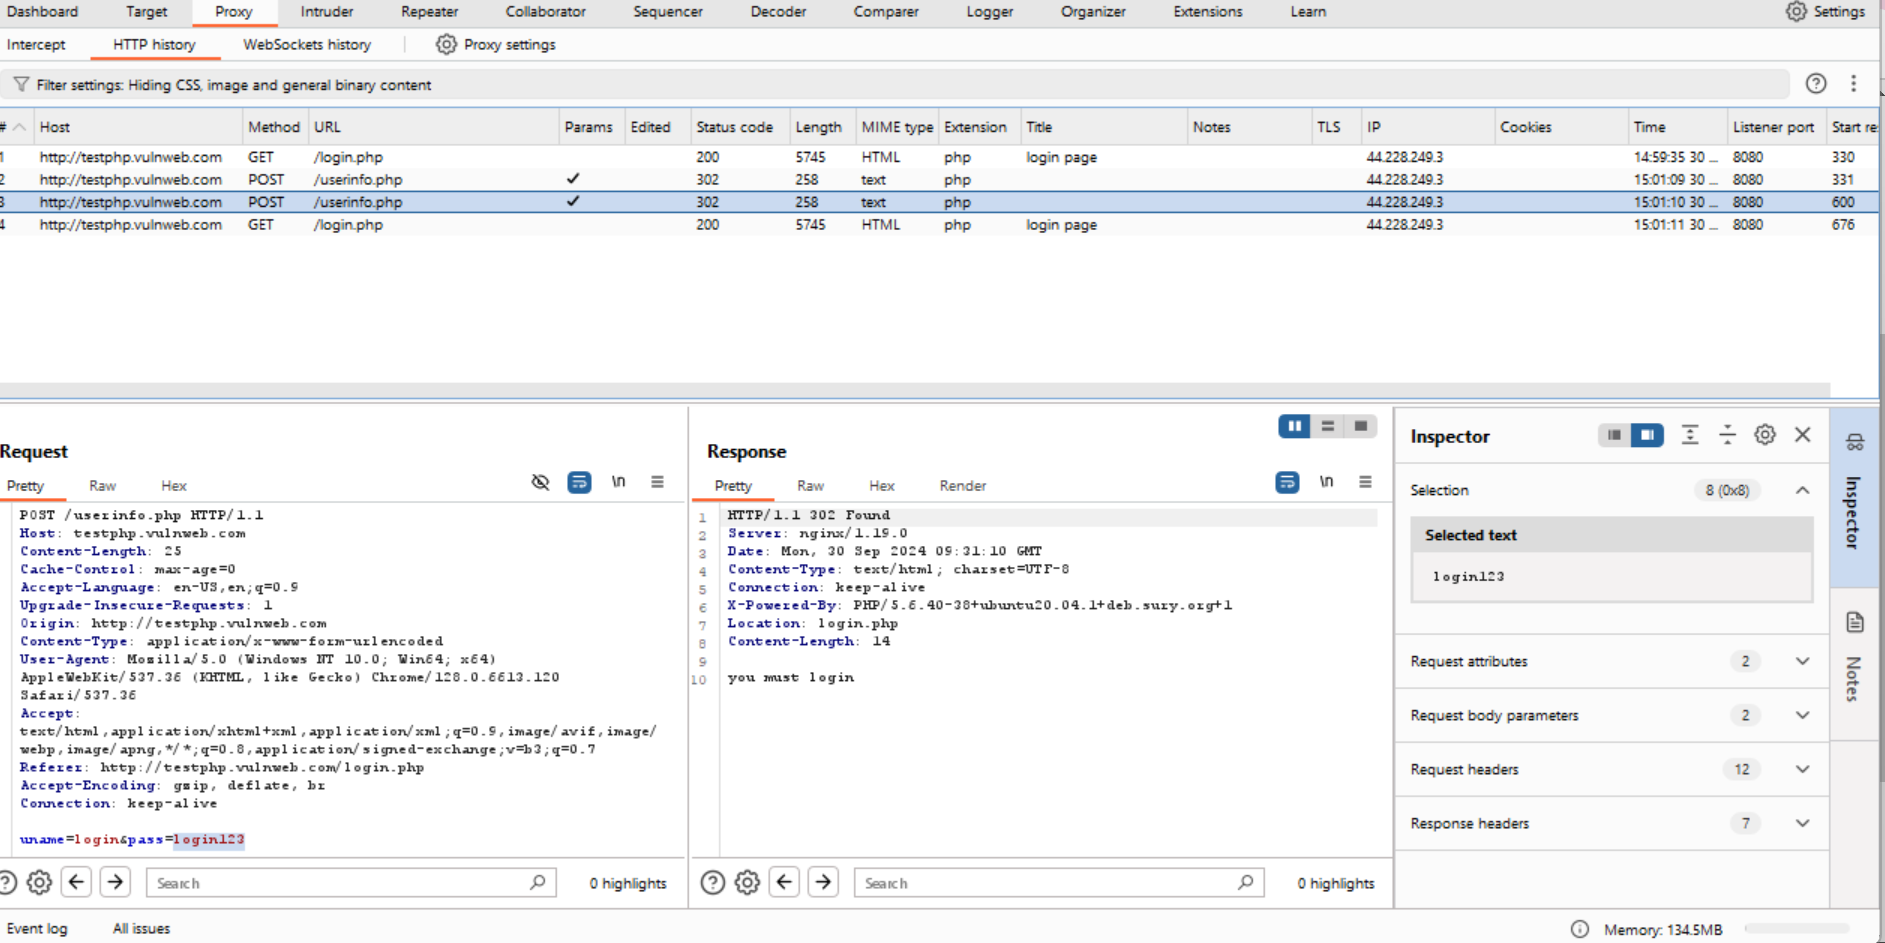 Dashboard Target Proxy Intruder Repeater Collaborator Sequencer Decoder Comparer Logger Organizer Extensions Learn Settings
Intercept HTTP history WebSockets history Proxy settings
Filter settings: Hiding CSS, image and general binary content
# Host Method URL Params Edited Status code Length MIME type Extension Title Notes TLS IP Cookies Time Listener port Start re
1 http://testphp.vulnweb.com GET /login.php 200 5745 HTML php login page 44.228.249.3 14:59:35 30 ... 8080 330
2 http://testphp.vulnweb.com POST /userinfo.php ✓ 302 258 text php 44.228.249.3 15:01:09 30 ... 8080 331
3 http://testphp.vulnweb.com POST /userinfo.php ✓ 302 258 text php 44.228.249.3 15:01:10 30 ... 8080 600
4 http://testphp.vulnweb.com GET /login.php 200 5745 HTML php login page 44.228.249.3 15:01:11 30 ... 8080 676
Request
Pretty Raw Hex
\n
POST /userinfo.php HTTP/1.1
Host: testphp.vulnweb.com
Content-Length: 25
Cache-Control: max-age=0
Accept-Language: en-US,en;q=0.9
Upgrade-Insecure-Requests: 1
Origin: http://testphp.vulnweb.com
Content-Type: application/x-www-form-urlencoded
User-Agent: Mozilla/5.0 (Windows NT 10.0; Win64; x64)
AppleWebKit/537.36 (KHTML, like Gecko) Chrome/128.0.6613.120
Safari/537.36
Accept:
text/html,application/xhtml+xml,application/xml;q=0.9,image/avif,image/
webp,image/apng,*/*;q=0.8,application/signed-exchange;v=b3;q=0.7
Referer: http://testphp.vulnweb.com/login.php
Accept-Encoding: gzip, deflate, br
Connection: keep-alive
uname=login&pass=login123
Search
0 highlights
Response
Pretty Raw Hex Render
\n
1 HTTP/1.1 302 Found
2 Server: nginx/1.19.0
3 Date: Mon, 30 Sep 2024 09:31:10 GMT
4 Content-Type: text/html; charset=UTF-8
5 Connection: keep-alive
6 X-Powered-By: PHP/5.6.40-38+ubuntu20.04.1+deb.sury.org+1
7 Location: login.php
8 Content-Length: 14
9
10 you must login
Search
0 highlights
Inspector
Selection 8 (0x8)
Selected text
login123
Request attributes 2
Request body parameters 2
Request headers 12
Response headers 7
Inspector
Notes
Event log All issues
Memory: 134.5MB